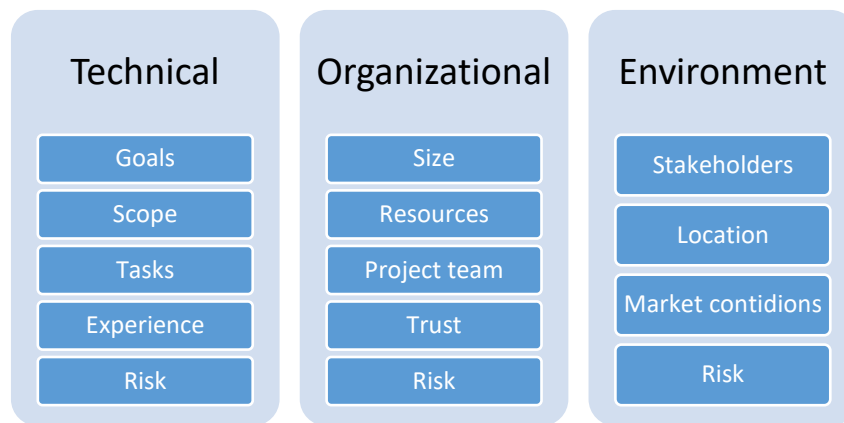 Technical
Goals
Scope
Tasks
Experience
Risk
Organizational
Size
Resources
Project team
Trust
Risk
Environment
Stakeholders
Location
Market contidions
Risk